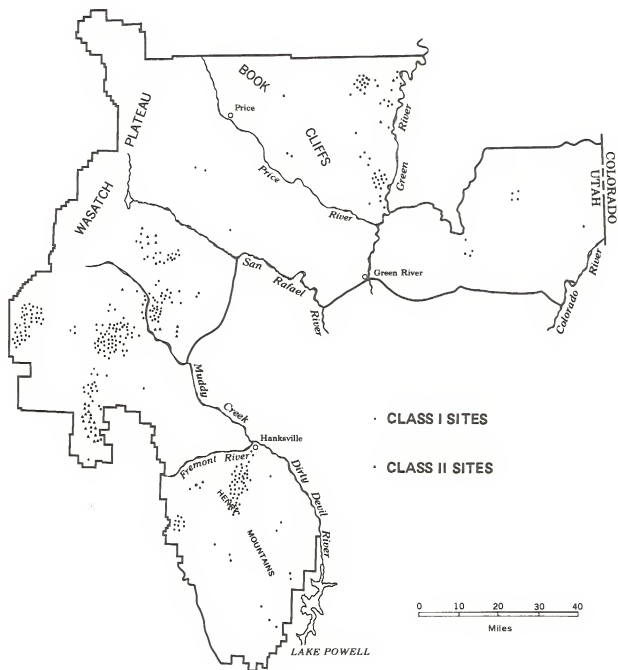 BOOK
CLIFFS
Price
PLATEAU
WASATCH
Price
River
Green
River
COLORADO
UTAH
San
Rafael
River
Green River
Colorado
River
Muddy
Creek
Hanksville
Fremont River
Dirty
Devil
River
HENRY
MOUNTAINS
LAKE POWELL
CLASS I SITES
CLASS II SITES
0 10 20 30 40
Miles